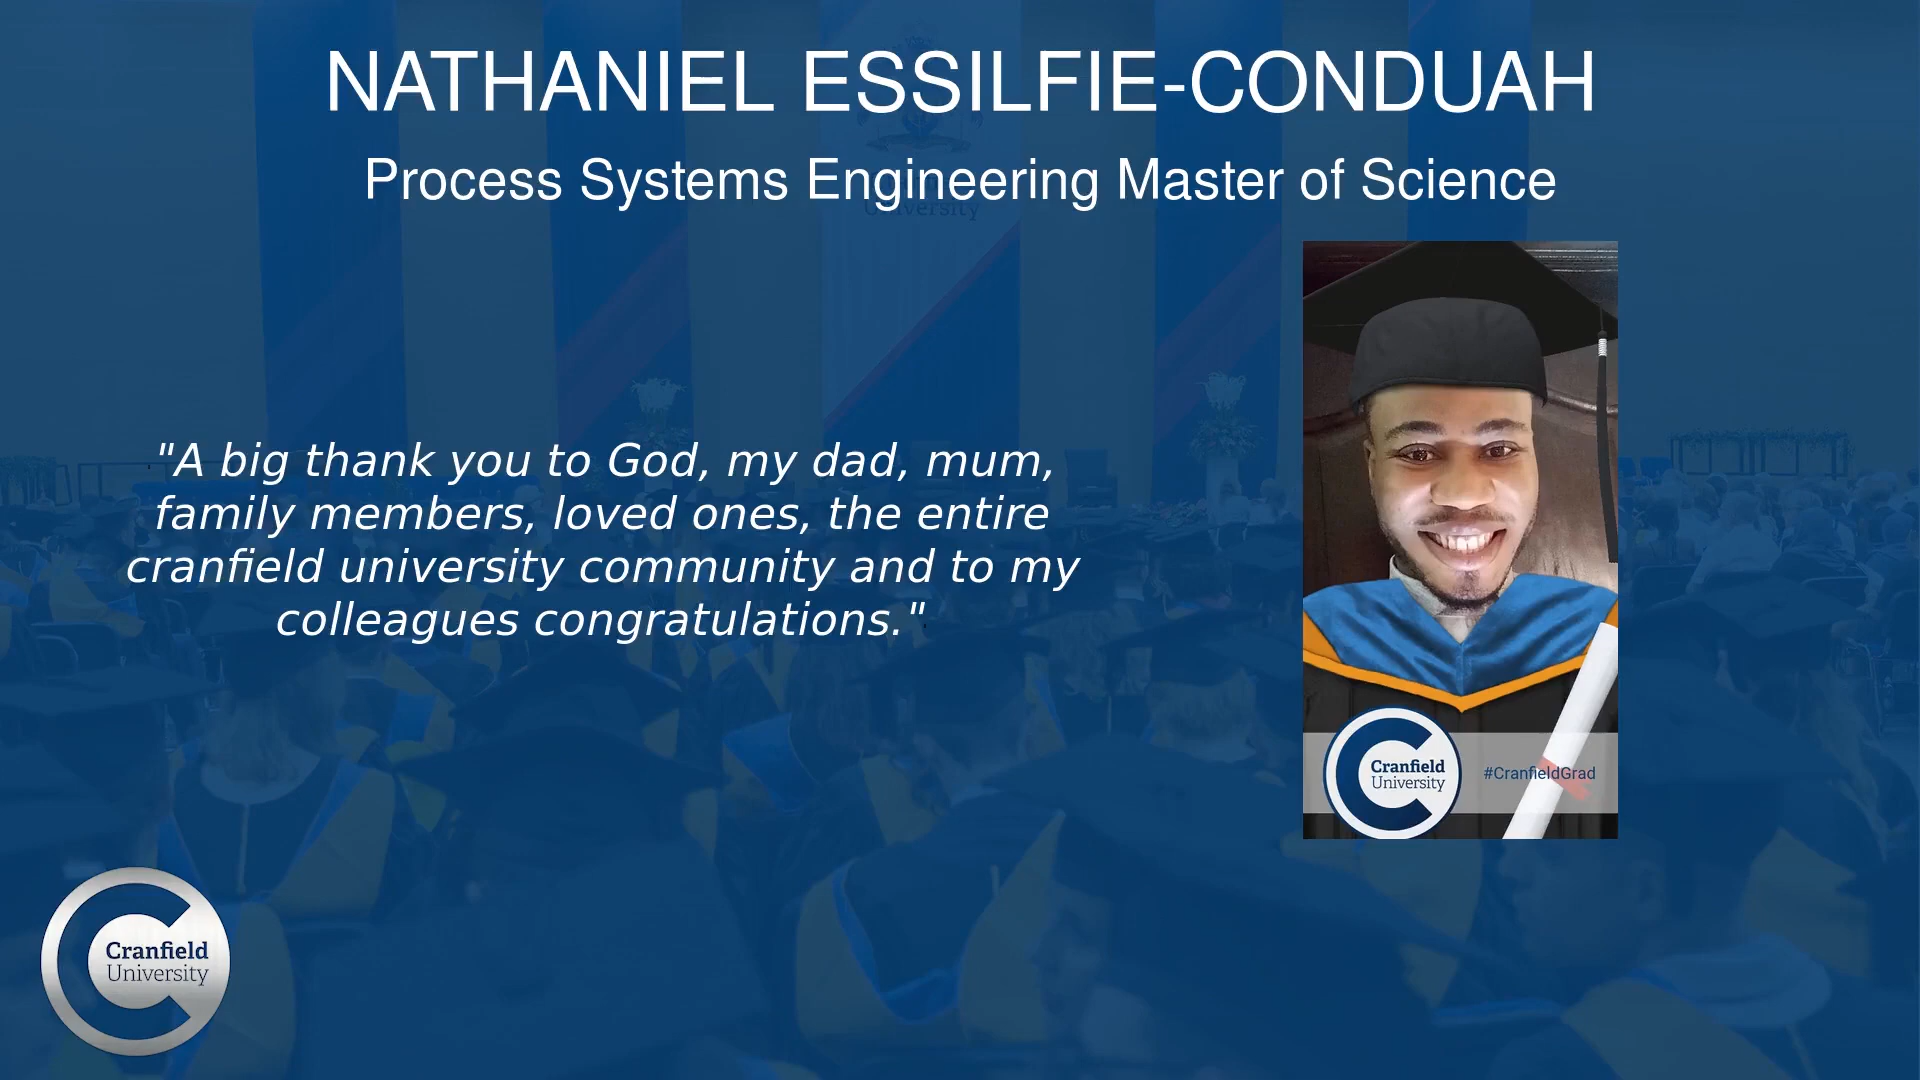 NATHANIEL ESSILFIE-CONDUAH
Process Systems Engineering Master of Science
University
"A big thank you to God, my dad, mum,
family members, loved ones, the entire
cranfield university community and to my
colleagues congratulations."
Cranfield
University
#CranfieldGrad
Cranfield
University